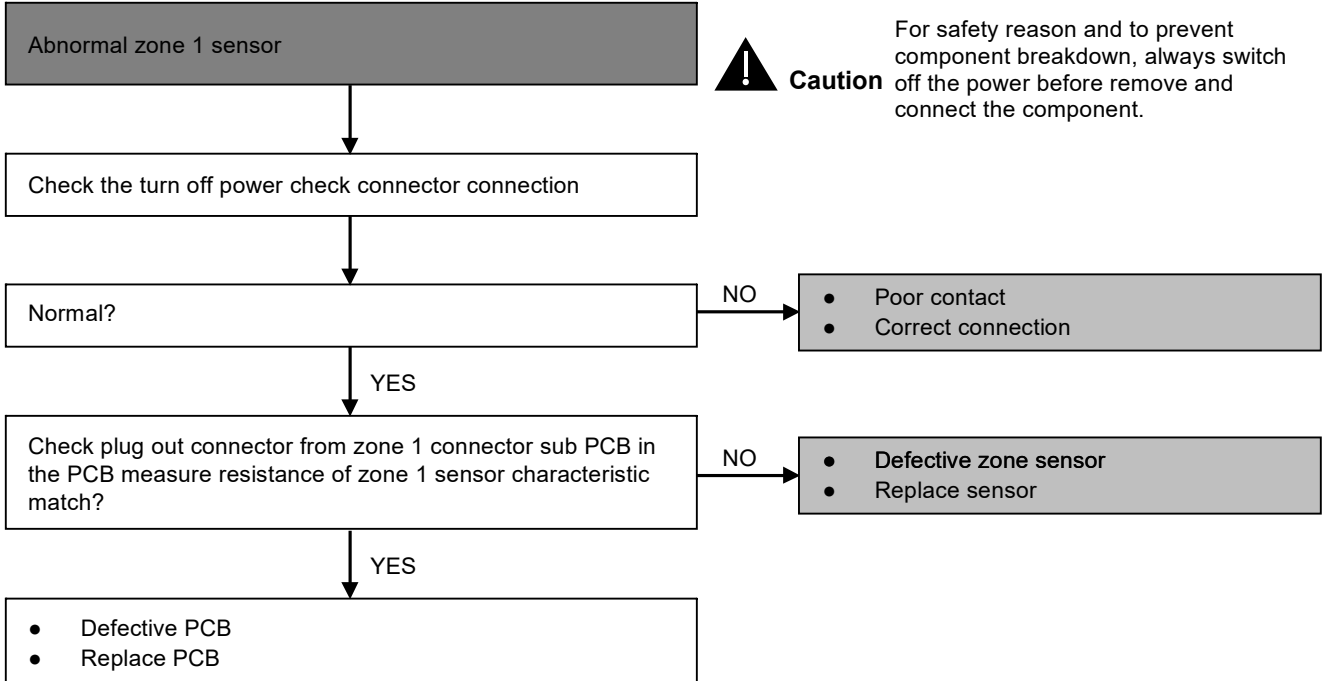 Abnormal zone 1 sensor
Caution
For safety reason and to prevent
component breakdown, always switch
off the power before remove and
connect the component.
Check the turn off power check connector connection
Normal?
NO
● Poor contact
● Correct connection
YES
Check plug out connector from zone 1 connector sub PCB in
the PCB measure resistance of zone 1 sensor characteristic
match?
NO
● Defective zone sensor
● Replace sensor
YES
● Defective PCB
● Replace PCB